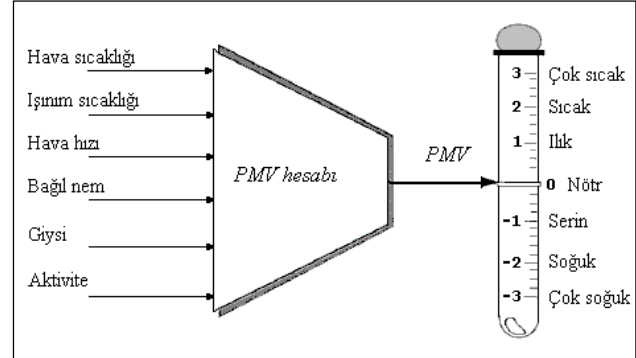 Hava sıcaklığı
Işınım sıcaklığı
Hava hızı
Bağıl nem
Giysi
Aktivite
PMV hesabı
PMV
3 Çok sıcak
2 Sıcak
1 Ilık
0 Nötr
-1 Serin
-2 Soğuk
-3 Çok soğuk